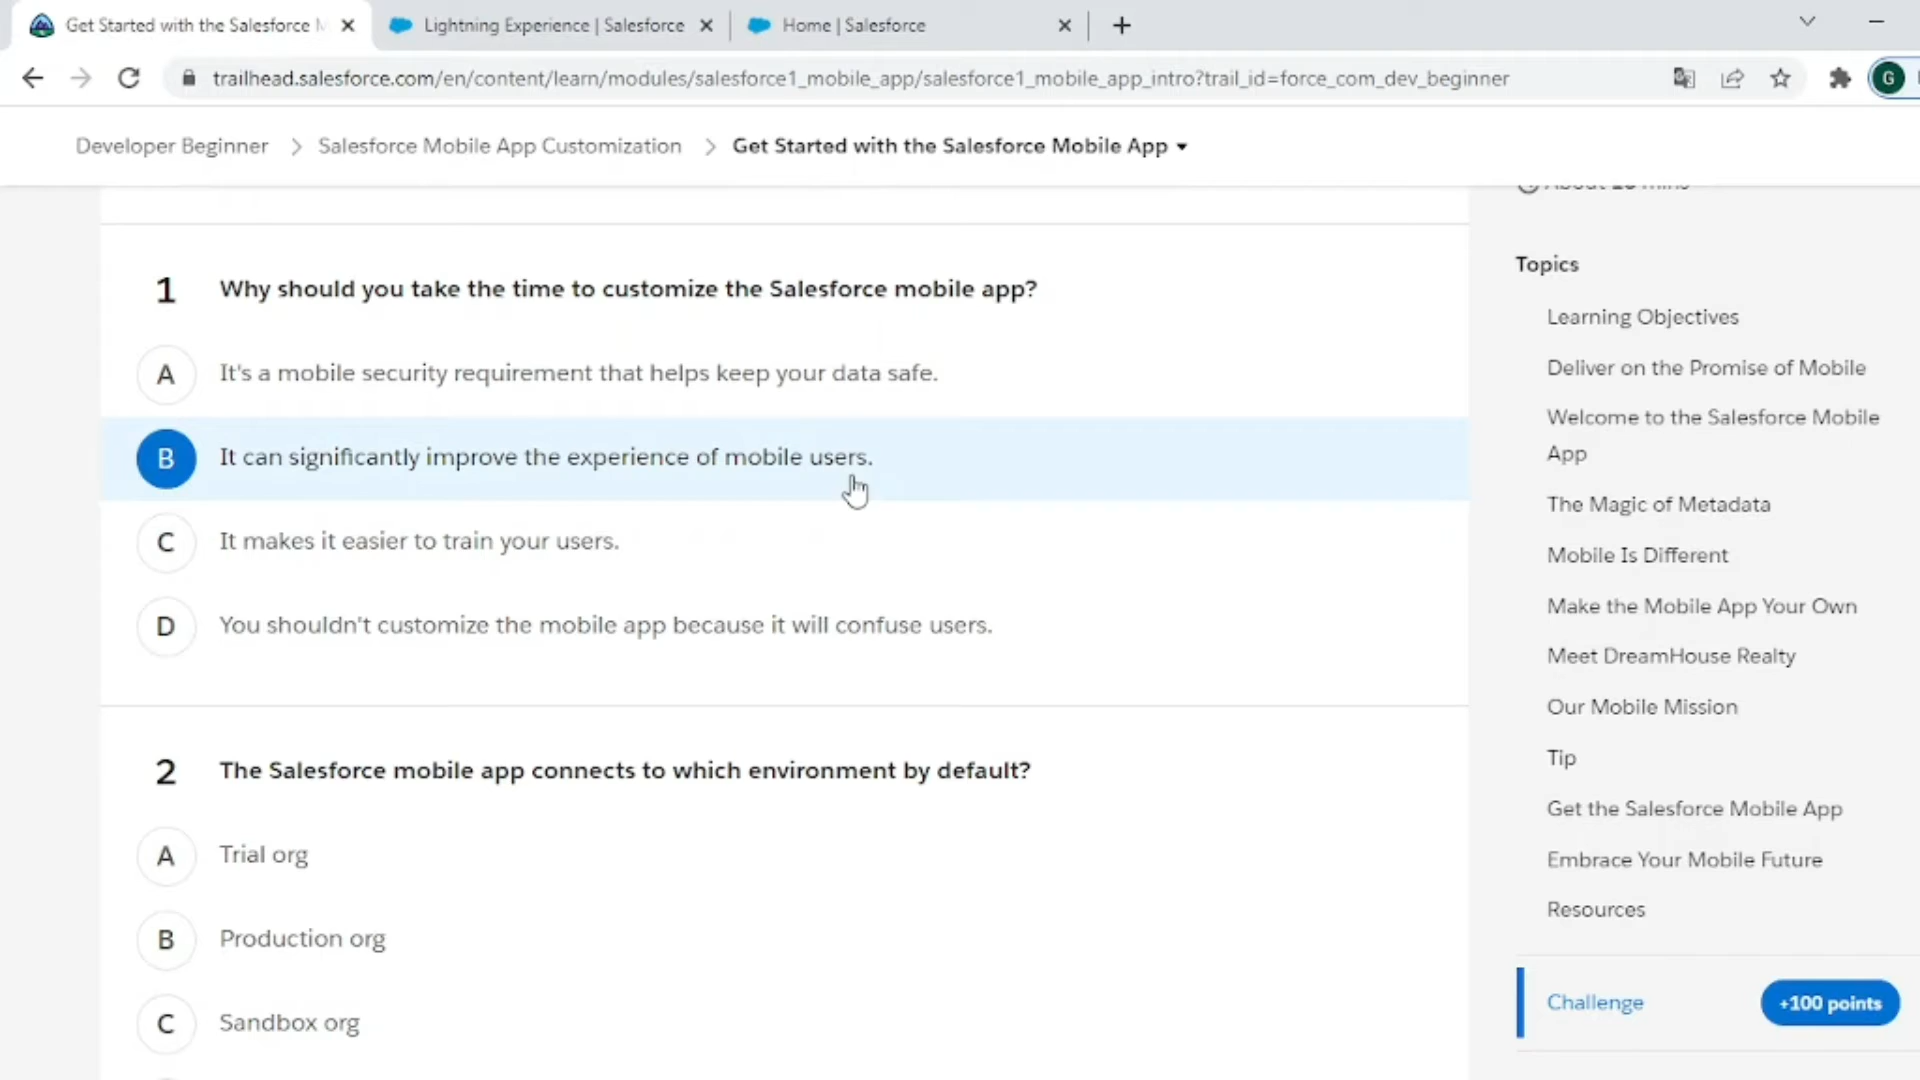 Get Started with the Salesforce
Lightning Experience | Salesforce
Home | Salesforce
trailhead.salesforce.com/en/content/learn/modules/salesforce1_mobile_app/salesforce1_mobile_app_intro?trail_id=force_com_dev_beginner
G
Developer Beginner
Salesforce Mobile App Customization
Get Started with the Salesforce Mobile App
1 Why should you take the time to customize the Salesforce mobile app?
A It's a mobile security requirement that helps keep your data safe.
B It can significantly improve the experience of mobile users.
C It makes it easier to train your users.
D You shouldn't customize the mobile app because it will confuse users.
2 The Salesforce mobile app connects to which environment by default?
A Trial org
B Production org
C Sandbox org
Topics
Learning Objectives
Deliver on the Promise of Mobile
Welcome to the Salesforce Mobile
App
The Magic of Metadata
Mobile Is Different
Make the Mobile App Your Own
Meet DreamHouse Realty
Our Mobile Mission
Tip
Get the Salesforce Mobile App
Embrace Your Mobile Future
Resources
Challenge
+100 points